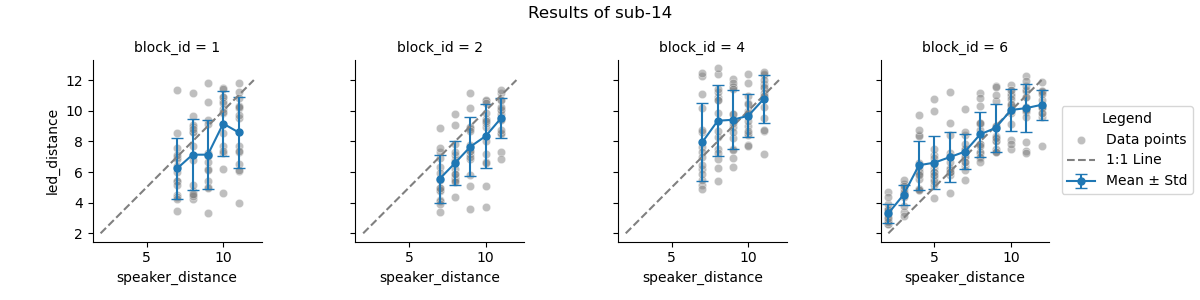 Results of sub-14
block_id = 1
block_id = 2
block_id = 4
block_id = 6
led_distance
12
10
8
6
4
2
5
10
5
10
5
10
5
10
speaker_distance
speaker_distance
speaker_distance
speaker_distance
Legend
Data points
1:1 Line
Mean ± Std